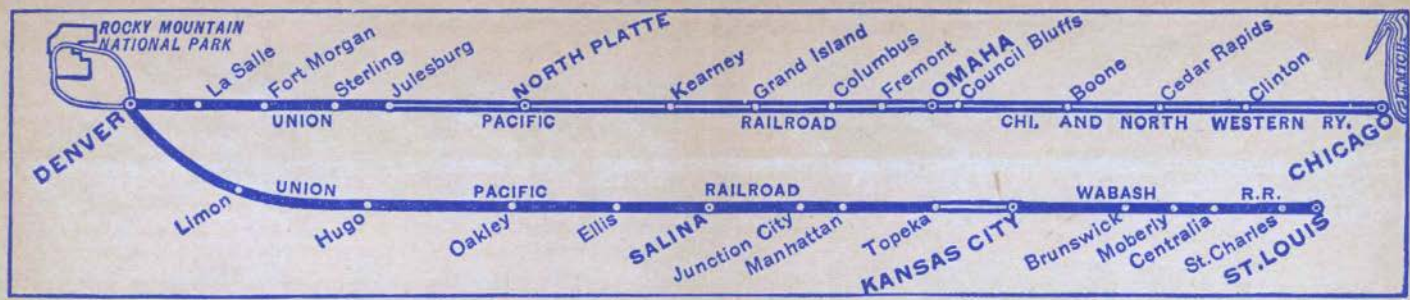 ROCKY MOUNTAIN
NATIONAL PARK
La Salle
Fort Morgan
Sterling
Julesburg
NORTH PLATTE
Kearney
Grand Island
Columbus
Fremont
OMAHA
Council Bluffs
Boone
Cedar Rapids
Clinton
L. MICH.
UNION PACIFIC RAILROAD CHI. AND NORTH WESTERN RY.
DENVER
CHICAGO
UNION PACIFIC RAILROAD WABASH R.R.
Limon
Hugo
Oakley
Ellis
SALINA
Junction City
Manhattan
Topeka
KANSAS CITY
Brunswick
Moberly
Centralia
St. Charles
ST. LOUIS